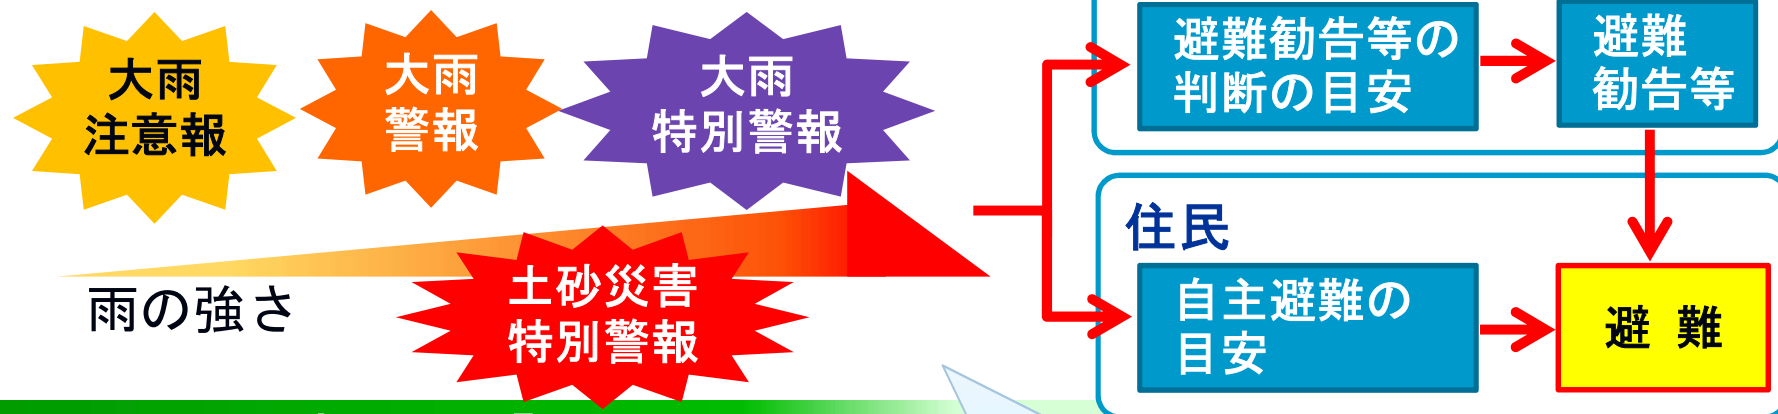 大雨
注意報
大雨
警報
大雨
特別警報
雨の強さ
土砂災害
特別警報
避難勧告等の
判断の目安
避難
勧告等
住民
自主避難の
目安
避 難